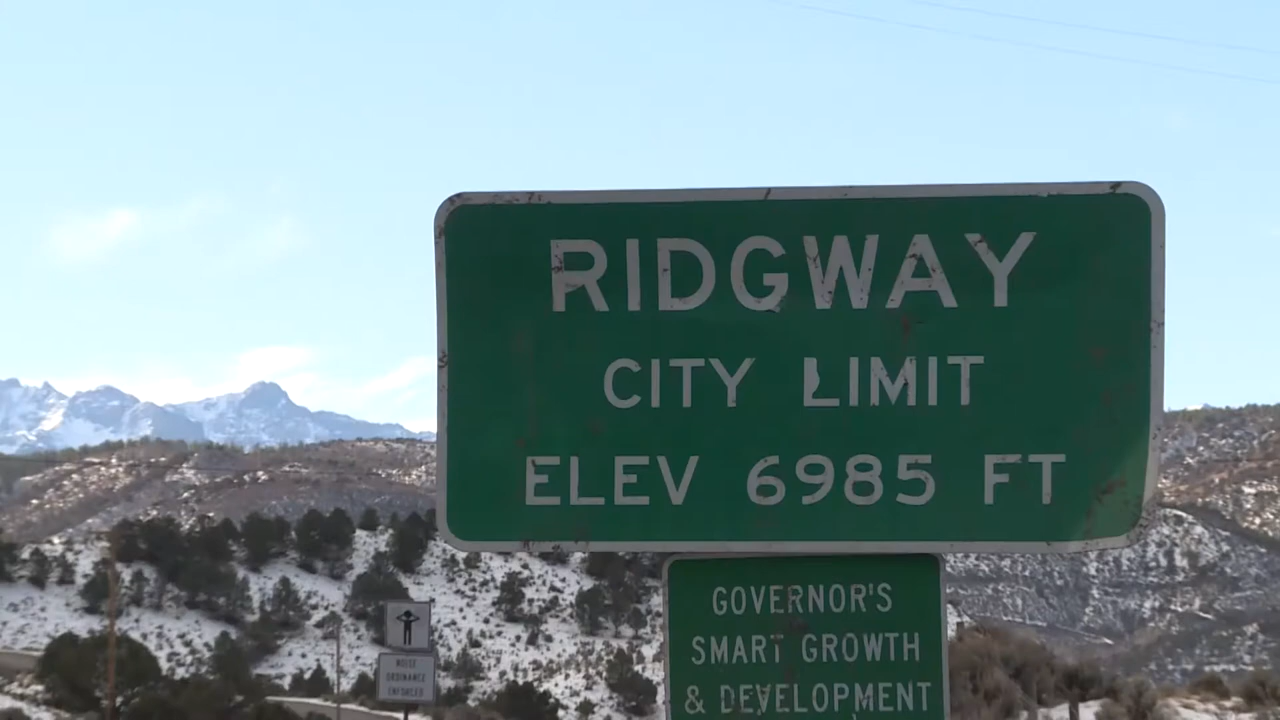 RIDGWAY
CITY LIMIT
ELEV 6985 FT
GOVERNOR'S
SMART GROWTH
& DEVELOPMENT
NOISE
ORDINANCE
ENFORCED